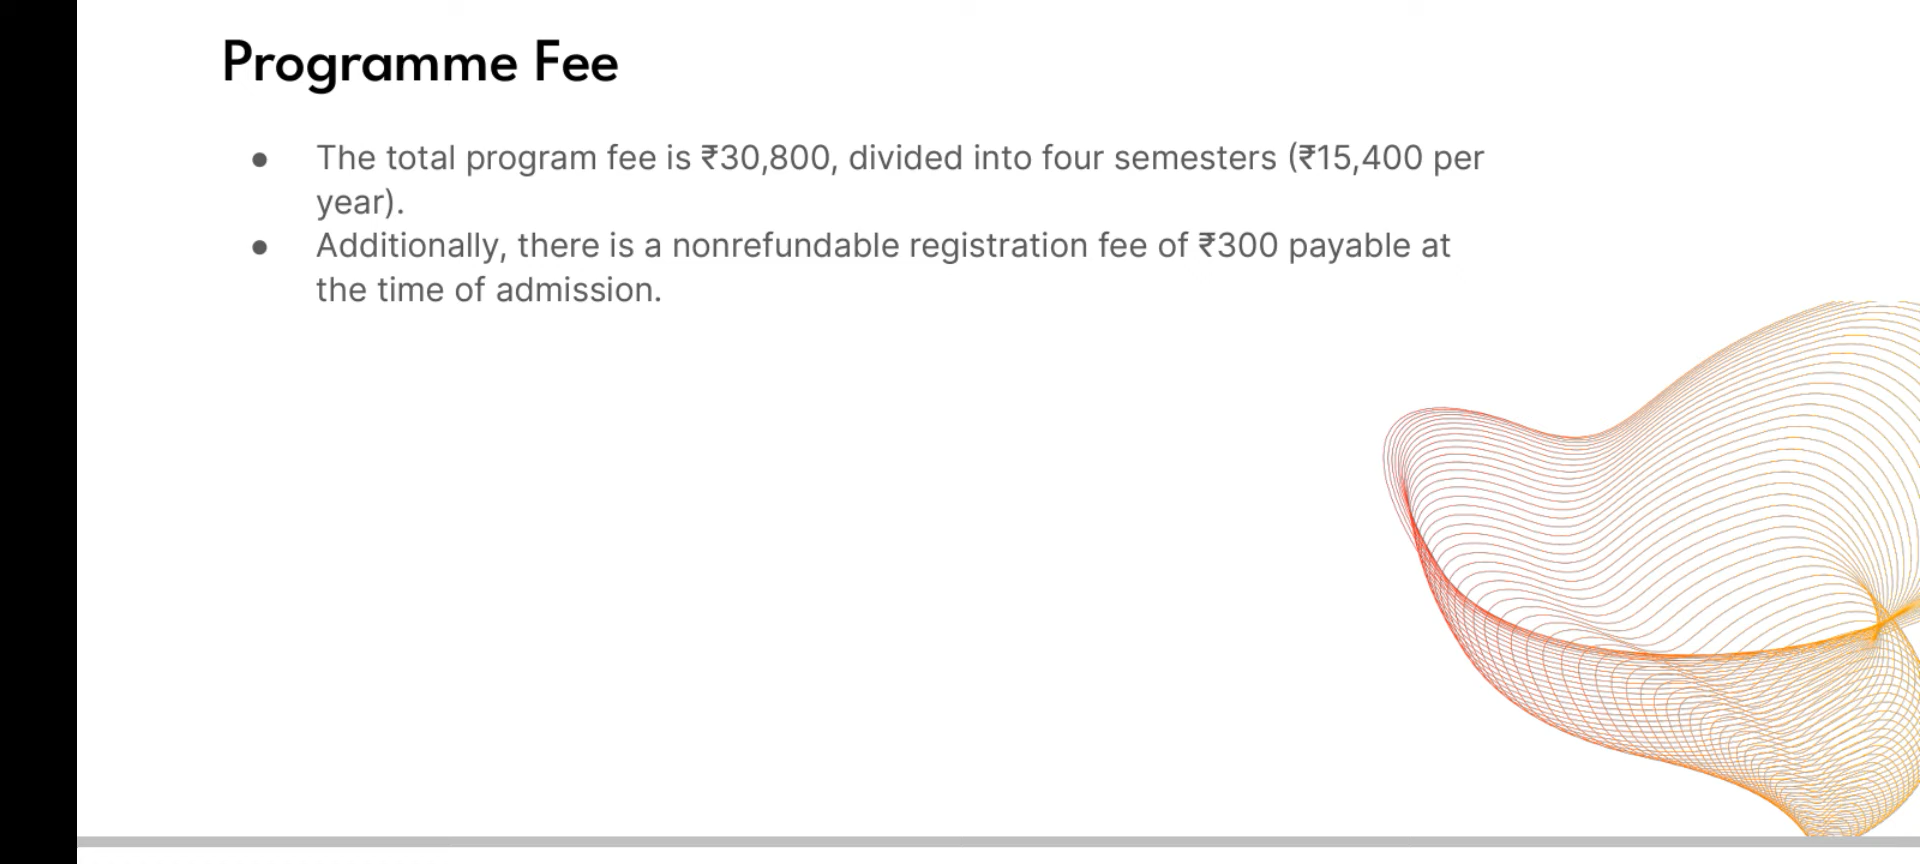 Programme Fee
● The total program fee is ₹30,800, divided into four semesters (₹15,400 per
year).
● Additionally, there is a nonrefundable registration fee of ₹300 payable at
the time of admission.